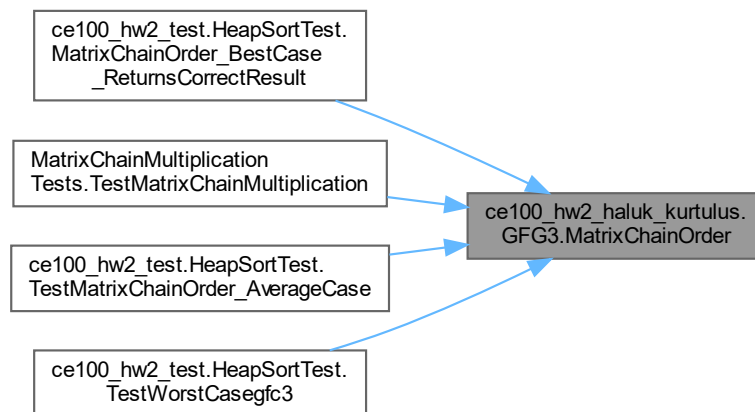 ce100_hw2_test.HeapSortTest.
MatrixChainOrder_BestCase
_ReturnsCorrectResult
MatrixChainMultiplication
Tests.TestMatrixChainMultiplication
ce100_hw2_haluk_kurtulus.
GFG3.MatrixChainOrder
ce100_hw2_test.HeapSortTest.
TestMatrixChainOrder_AverageCase
ce100_hw2_test.HeapSortTest.
TestWorstCasegfc3